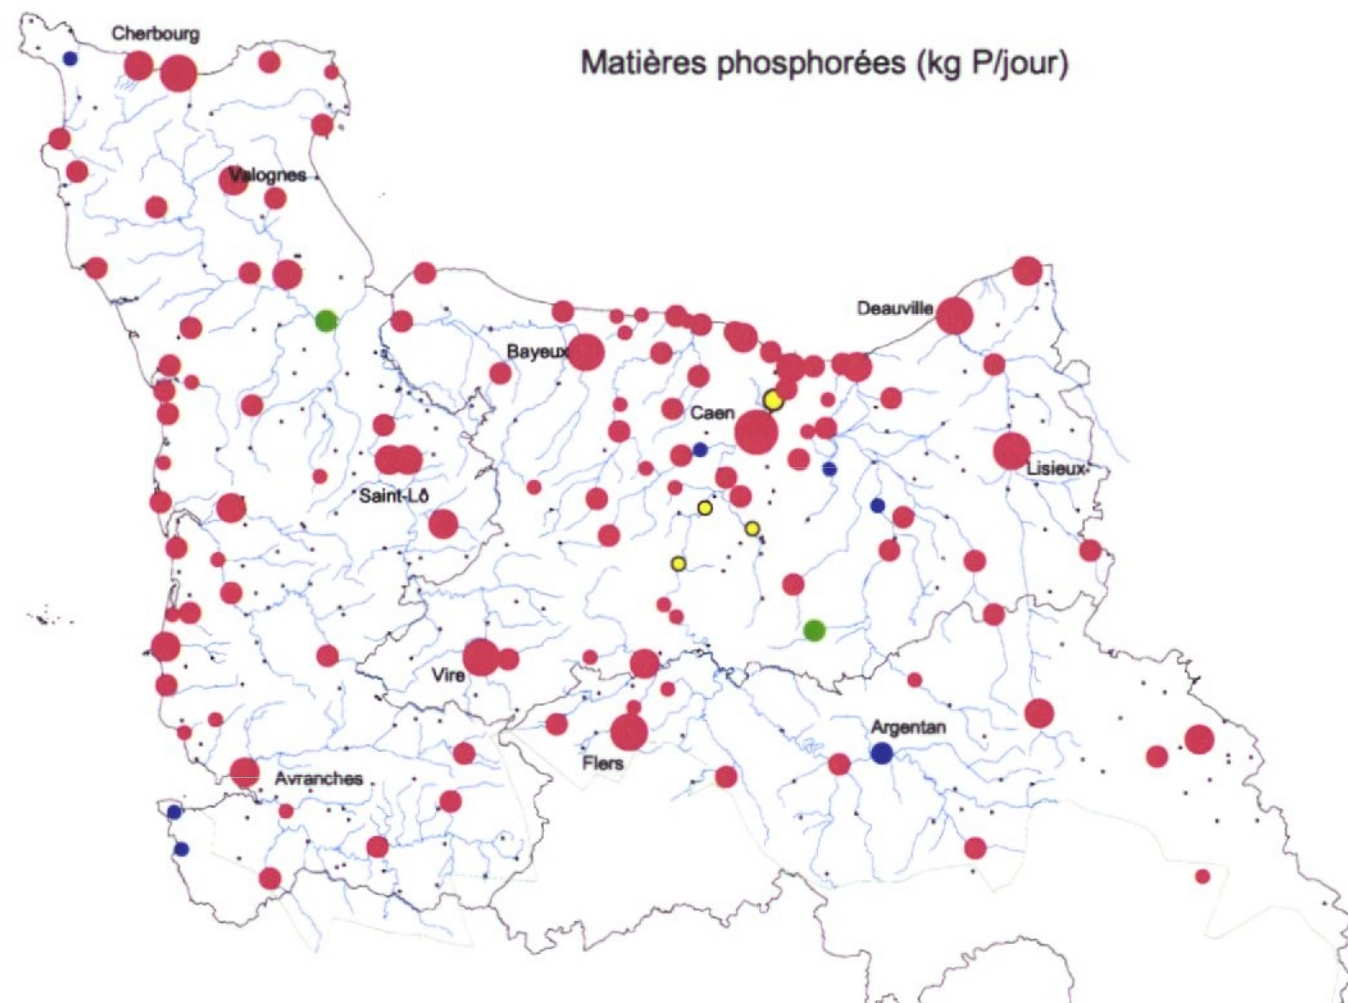 Cherbourg
Matières phosphorées (kg P/jour)
Valognes
Deauville
Bayeux
Caen
Lisieux
Saint-Lô
Vire
Argentan
Flers
Avranches